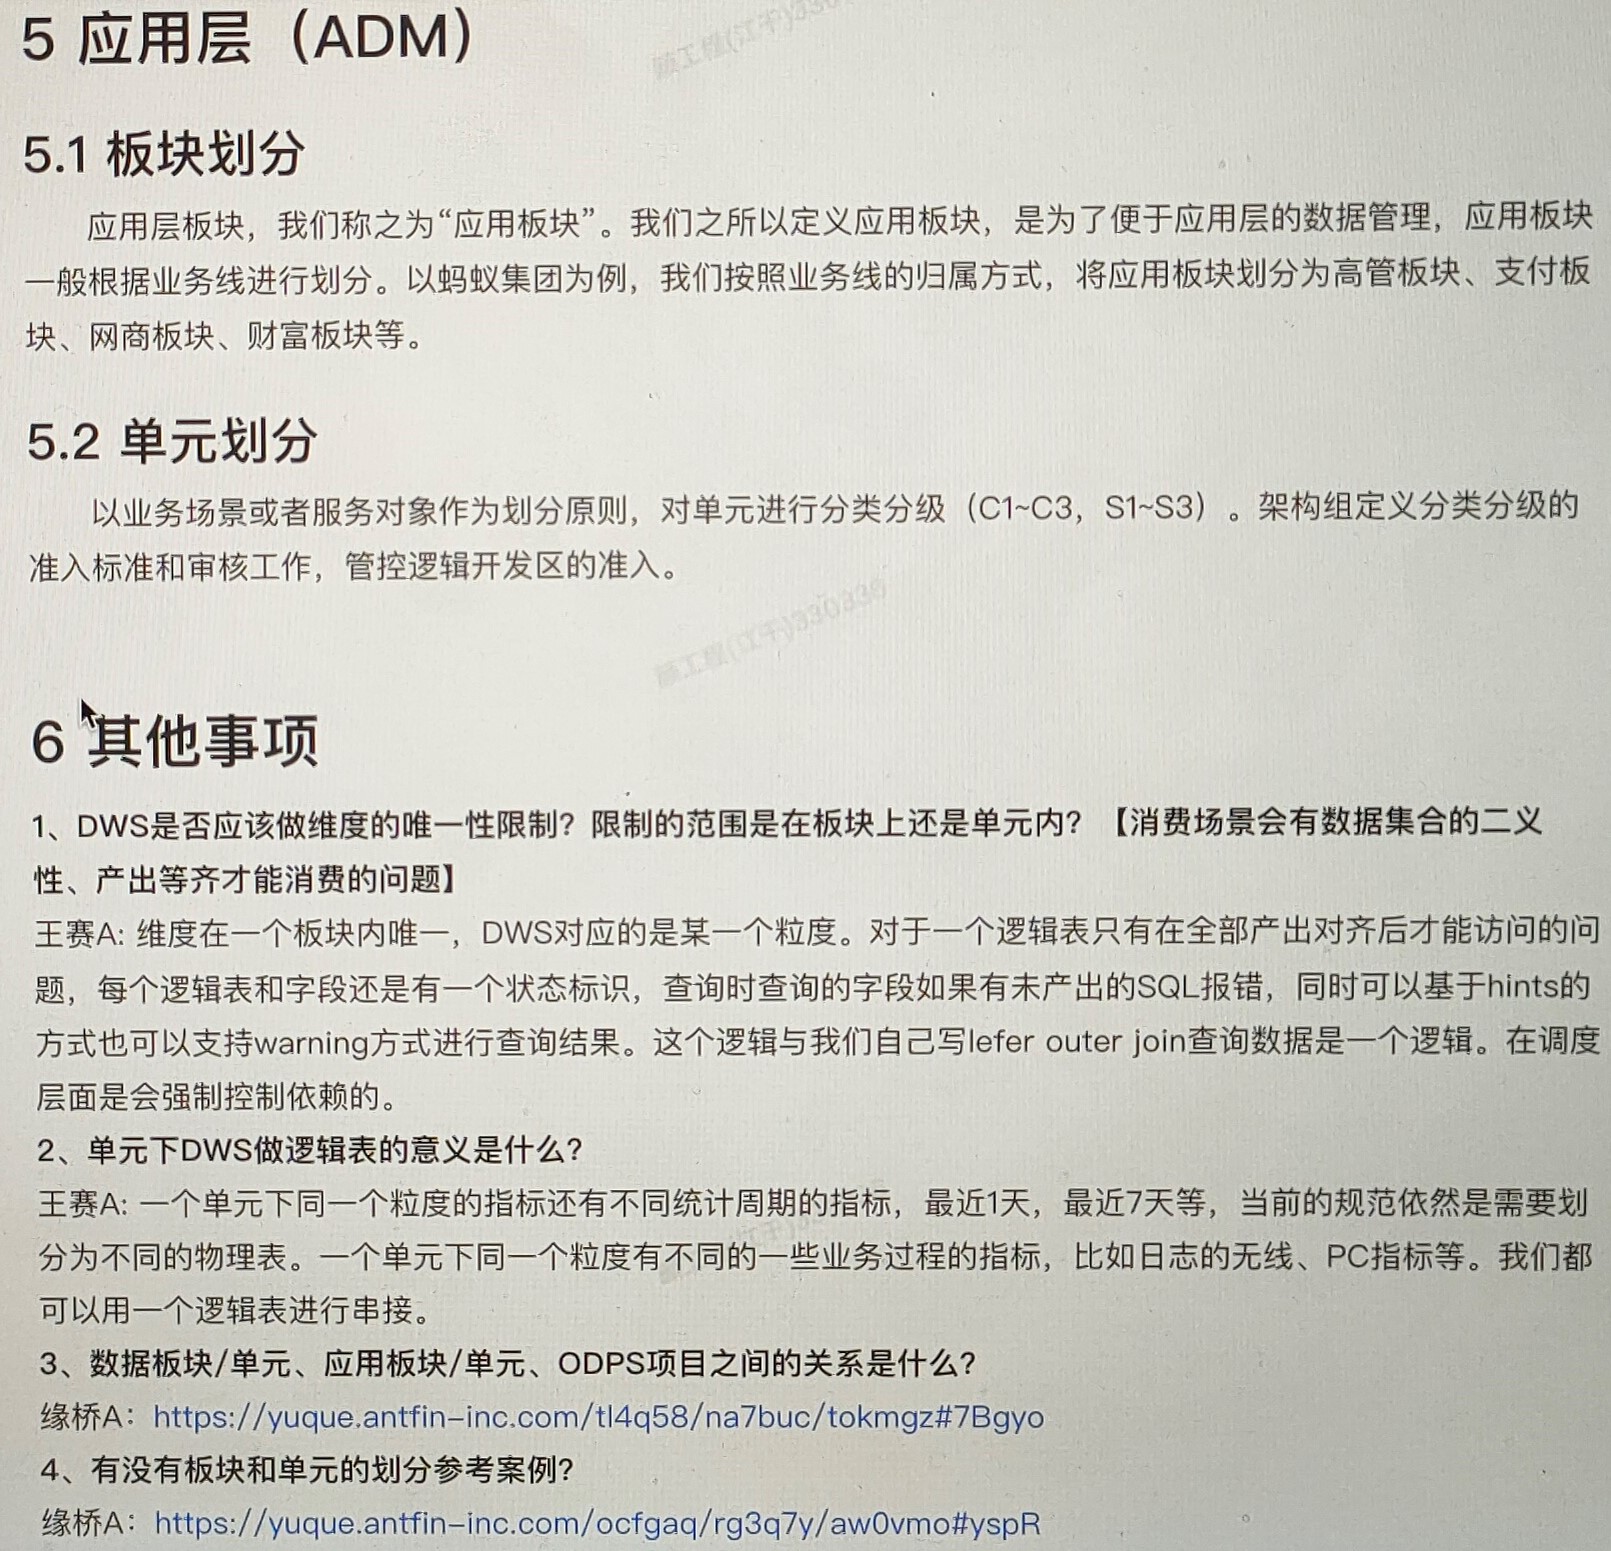 5 应用层（ADM）
5.1 板块划分
应用层板块，我们称之为“应用板块”。我们之所以定义应用板块，是为了便于应用层的数据管理，应用板块
一般根据业务线进行划分。以蚂蚁集团为例，我们按照业务线的归属方式，将应用板块划分为高管板块、支付板
块、网商板块、财富板块等。
5.2 单元划分
以业务场景或者服务对象作为划分原则，对单元进行分类分级（C1~C3，S1~S3）。架构组定义分类分级的
准入标准和审核工作，管控逻辑开发区的准入。
6 其他事项
1、DWS是否应该做维度的唯一性限制？限制的范围是在板块上还是单元内？【消费场景会有数据集合的二义
性、产出等齐才能消费的问题】
王赛A: 维度在一个板块内唯一，DWS对应的是某一个粒度。对于一个逻辑表只有在全部产出对齐后才能访问的问
题，每个逻辑表和字段还是有一个状态标识，查询时查询的字段如果有未产出的SQL报错，同时可以基于hints的
方式也可以支持warning方式进行查询结果。这个逻辑与我们自己写lefer outer join查询数据是一个逻辑。在调度
层面是会强制控制依赖的。
2、单元下DWS做逻辑表的意义是什么？
王赛A: 一个单元下同一个粒度的指标还有不同统计周期的指标，最近1天，最近7天等，当前的规范依然是需要划
分为不同的物理表。一个单元下同一个粒度有不同的一些业务过程的指标，比如日志的无线、PC指标等。我们都
可以用一个逻辑表进行串接。
3、数据板块/单元、应用板块/单元、ODPS项目之间的关系是什么？
缘桥A：https://yuque.antfin-inc.com/tl4q58/na7buc/tokmgz#7Bgyo
4、有没有板块和单元的划分参考案例？
缘桥A：https://yuque.antfin-inc.com/ocfgaq/rg3q7y/aw0vmo#yspR